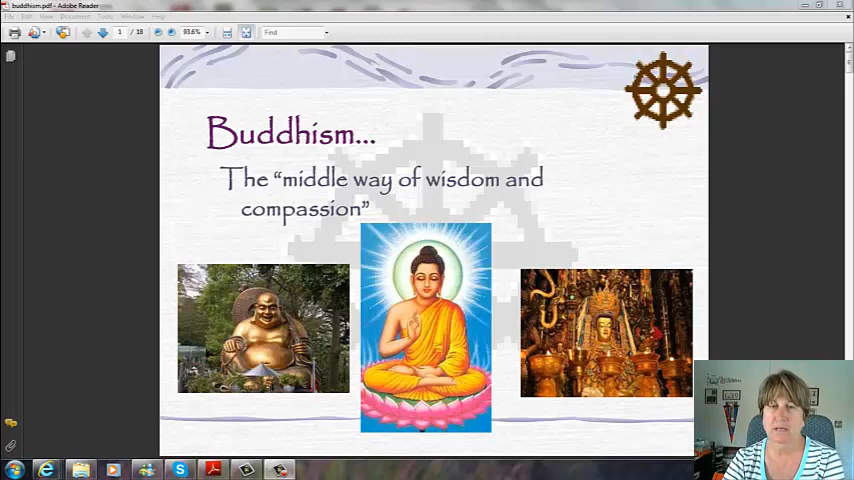 buddhism.pdf - Adobe Reader
File Edit View Document Tools Window Help
1 / 18 93.6% Find
Buddhism...
The “middle way of wisdom and
compassion”